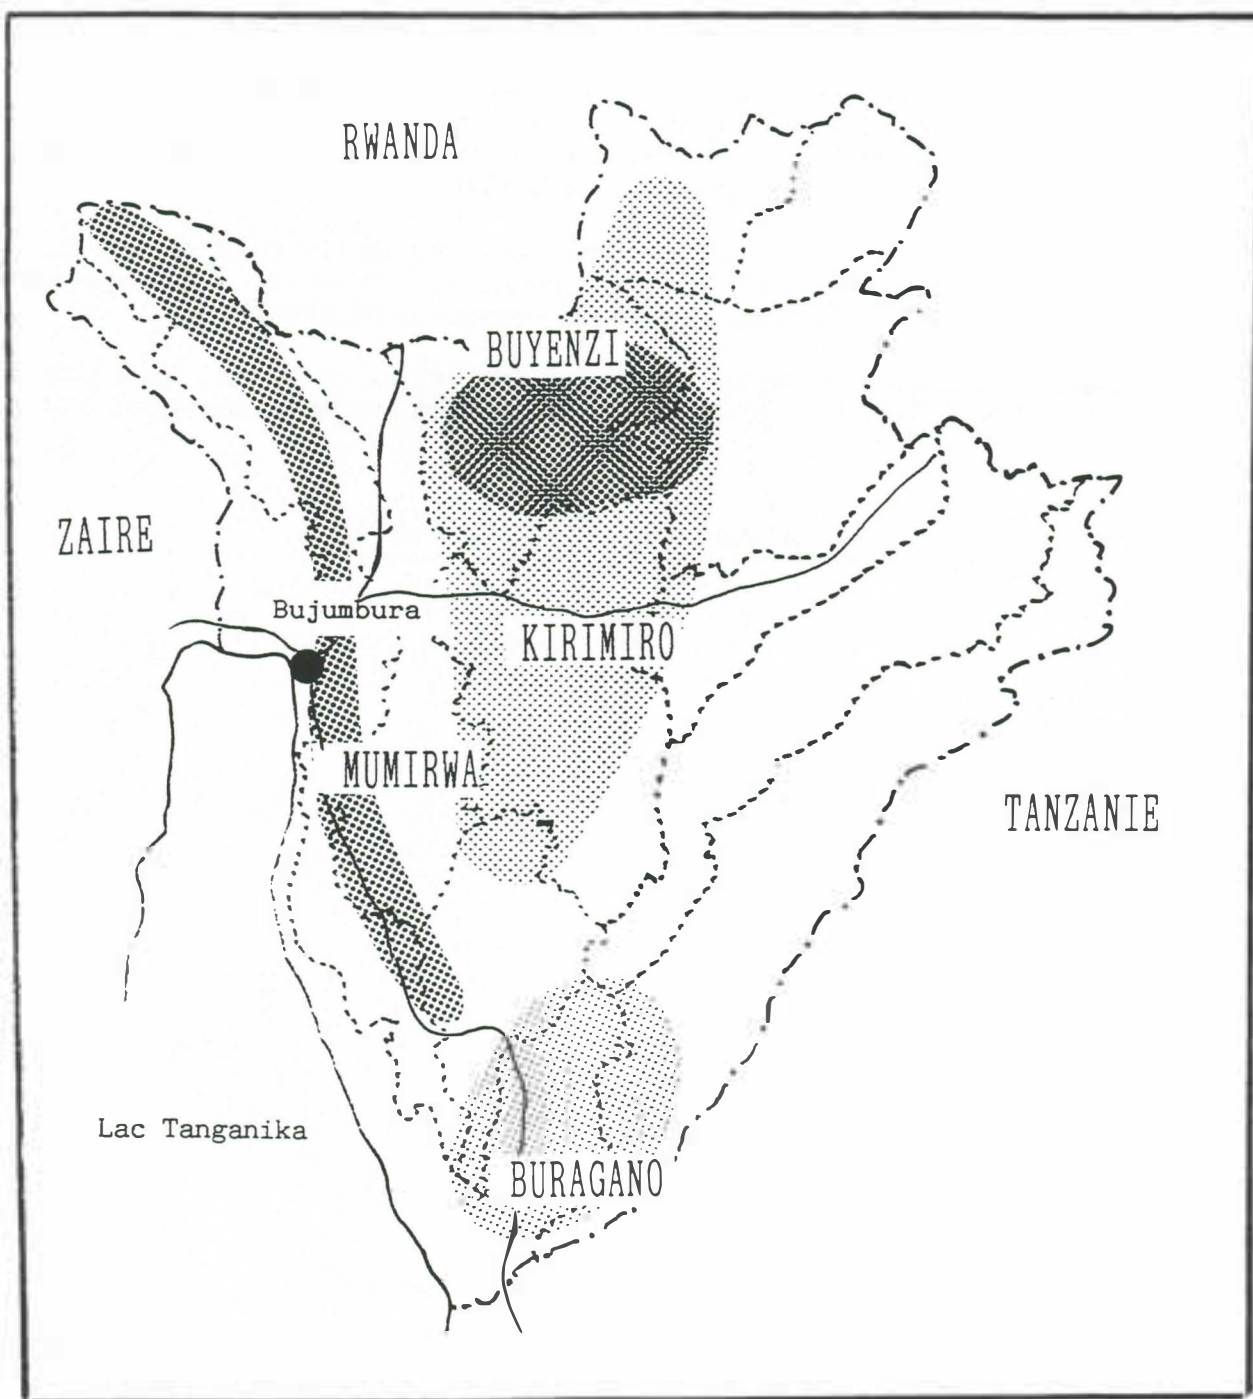 RWANDA
BUYENZI
ZAIRE
Bujumbura
KIRIMIRO
MUMIRWA
TANZANIE
Lac Tanganika
BURAGANO